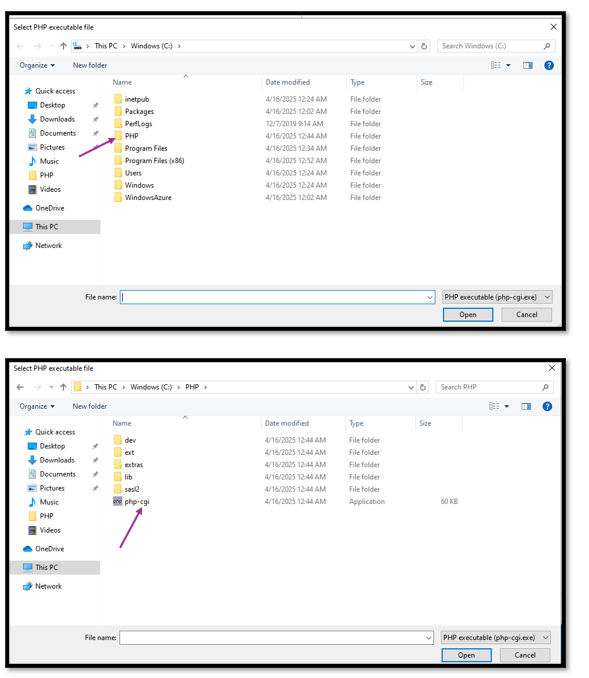 Select PHP executable file
This PC > Windows (C:) >
Search Windows (C:)
Organize
New folder
Name Date modified Type Size
Quick access
Desktop
Downloads
Documents
Pictures
Music
PHP
Videos
OneDrive
This PC
Network
inetpub 4/16/2025 12:24 AM File folder
Packages 4/16/2025 12:02 AM File folder
PerfLogs 12/7/2019 9:14 AM File folder
PHP 4/16/2025 12:44 AM File folder
Program Files 4/16/2025 12:34 AM File folder
Program Files (x86) 4/16/2025 12:52 AM File folder
Users 4/16/2025 12:24 AM File folder
Windows 4/16/2025 12:24 AM File folder
WindowsAzure 4/16/2025 12:02 AM File folder
File name:
PHP executable (php-cgi.exe)
Open Cancel
Select PHP executable file
This PC > Windows (C:) > PHP >
Search PHP
Organize
New folder
Name Date modified Type Size
Quick access
Desktop
Downloads
Documents
Pictures
Music
PHP
Videos
OneDrive
This PC
Network
dev 4/16/2025 12:44 AM File folder
ext 4/16/2025 12:44 AM File folder
extras 4/16/2025 12:44 AM File folder
lib 4/16/2025 12:44 AM File folder
sasl2 4/16/2025 12:44 AM File folder
php-cgi 4/16/2025 12:44 AM Application 60 KB
File name:
PHP executable (php-cgi.exe)
Open Cancel